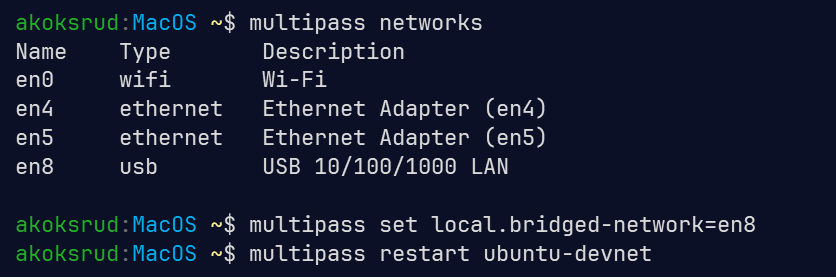 akoksrud:MacOS ~$ multipass networks
Name    Type       Description
en0     wifi       Wi-Fi
en4     ethernet   Ethernet Adapter (en4)
en5     ethernet   Ethernet Adapter (en5)
en8     usb        USB 10/100/1000 LAN
akoksrud:MacOS ~$ multipass set local.bridged-network=en8
akoksrud:MacOS ~$ multipass restart ubuntu-devnet